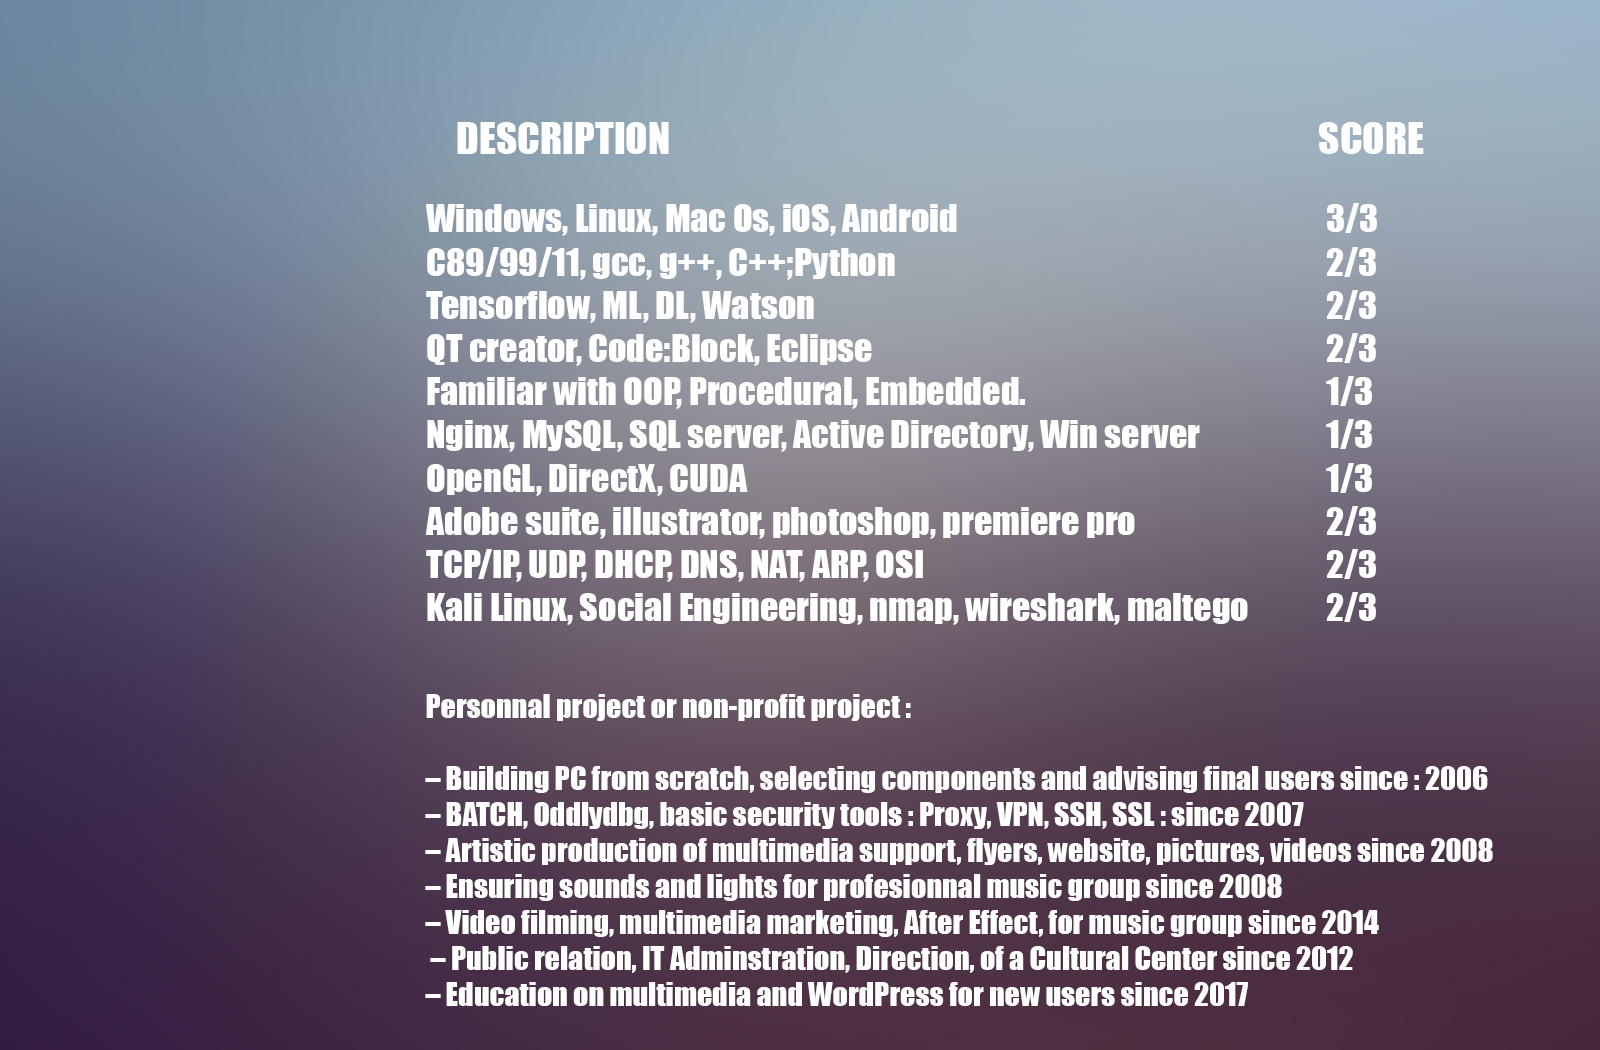 DESCRIPTION SCORE
Windows, Linux, Mac Os, iOS, Android 3/3
C89/99/11, gcc, g++, C++;Python 2/3
Tensorflow, ML, DL, Watson 2/3
QT creator, Code:Block, Eclipse 2/3
Familiar with OOP, Procedural, Embedded. 1/3
Nginx, MySQL, SQL server, Active Directory, Win server 1/3
OpenGL, DirectX, CUDA 1/3
Adobe suite, illustrator, photoshop, premiere pro 2/3
TCP/IP, UDP, DHCP, DNS, NAT, ARP, OSI 2/3
Kali Linux, Social Engineering, nmap, wireshark, maltego 2/3
Personnal project or non-profit project :
– Building PC from scratch, selecting components and advising final users since : 2006
– BATCH, Oddlydbg, basic security tools : Proxy, VPN, SSH, SSL : since 2007
– Artistic production of multimedia support, flyers, website, pictures, videos since 2008
– Ensuring sounds and lights for profesionnal music group since 2008
– Video filming, multimedia marketing, After Effect, for music group since 2014
– Public relation, IT Adminstration, Direction, of a Cultural Center since 2012
– Education on multimedia and WordPress for new users since 2017